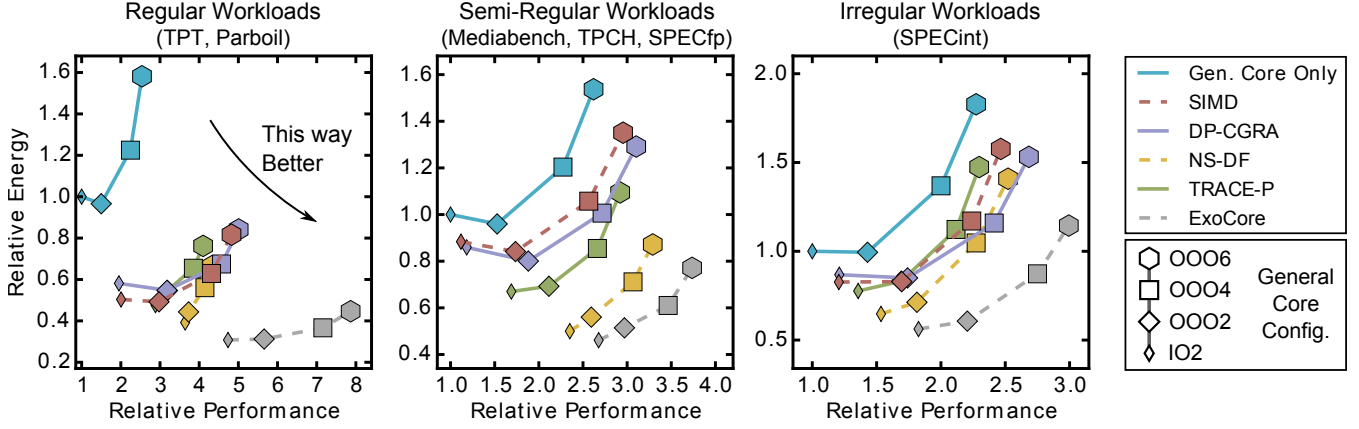 Regular Workloads
(TPT, Parboil)
Semi-Regular Workloads
(Mediabench, TPCH, SPECfp)
Irregular Workloads
(SPECint)
Relative Energy
1.6
1.4
1.2
1.0
0.8
0.6
0.4
0.2
This way
Better
1 2 3 4 5 6 7 8
Relative Performance
1.6
1.4
1.2
1.0
0.8
0.6
0.4
1.0 1.5 2.0 2.5 3.0 3.5 4.0
Relative Performance
2.0
1.5
1.0
0.5
1.0 1.5 2.0 2.5 3.0
Relative Performance
Gen. Core Only
SIMD
DP-CGRA
NS-DF
TRACE-P
ExoCore
OOO6
OOO4
OOO2
IO2
General
Core
Config.